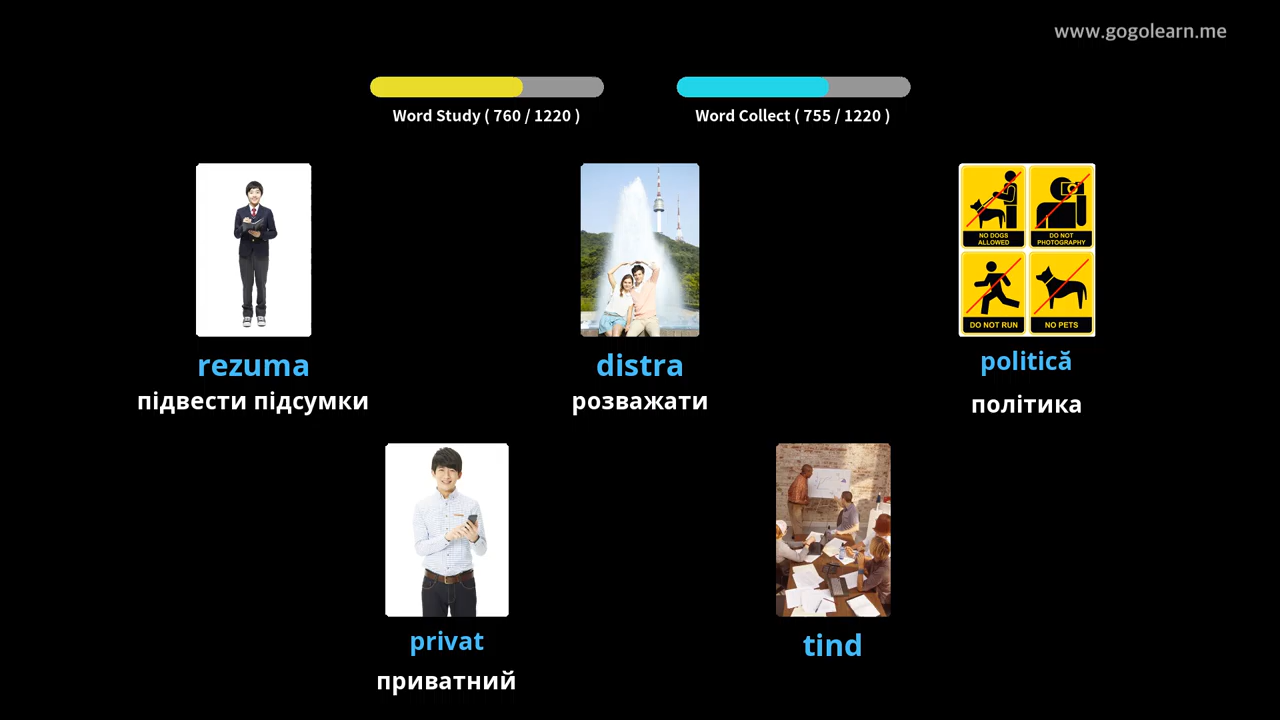 www.gogolearn.me
Word Study ( 760 / 1220 )
Word Collect ( 755 / 1220 )
NO DOGS
ALLOWED
DO NOT
PHOTOGRAPHY
DO NOT RUN
NO PETS
rezuma
підвести підсумки
distra
розважати
politică
політика
privat
приватний
tind